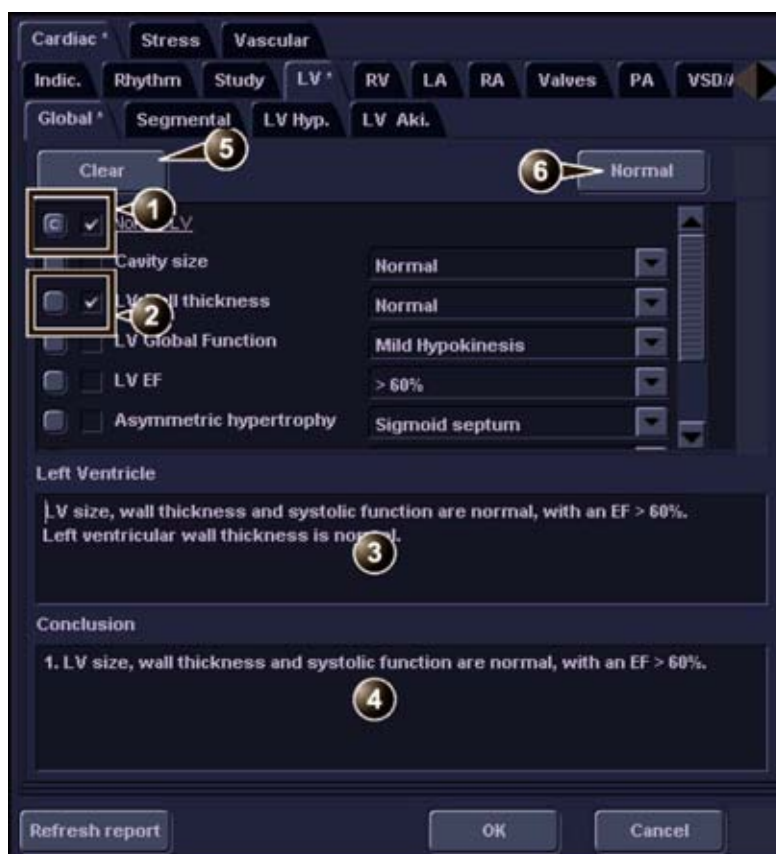 Cardiac * Stress Vascular
Indic. Rhythm Study LV * RV LA RA Valves PA
Global * Segmental LV Hyp. LV Aki.
5
Clear
6
Normal
1
C LV
Cavity size Normal
LV thickness Normal
2
LV Global Function Mild Hypokinesis
LV EF > 60%
Asymmetric hypertrophy Sigmoid septum
Left Ventricle
LV size, wall thickness and systolic function are normal, with an EF > 60%.
Left ventricular wall thickness is normal.
3
Conclusion
1. LV size, wall thickness and systolic function are normal, with an EF > 60%.
4
Refresh report OK Cancel